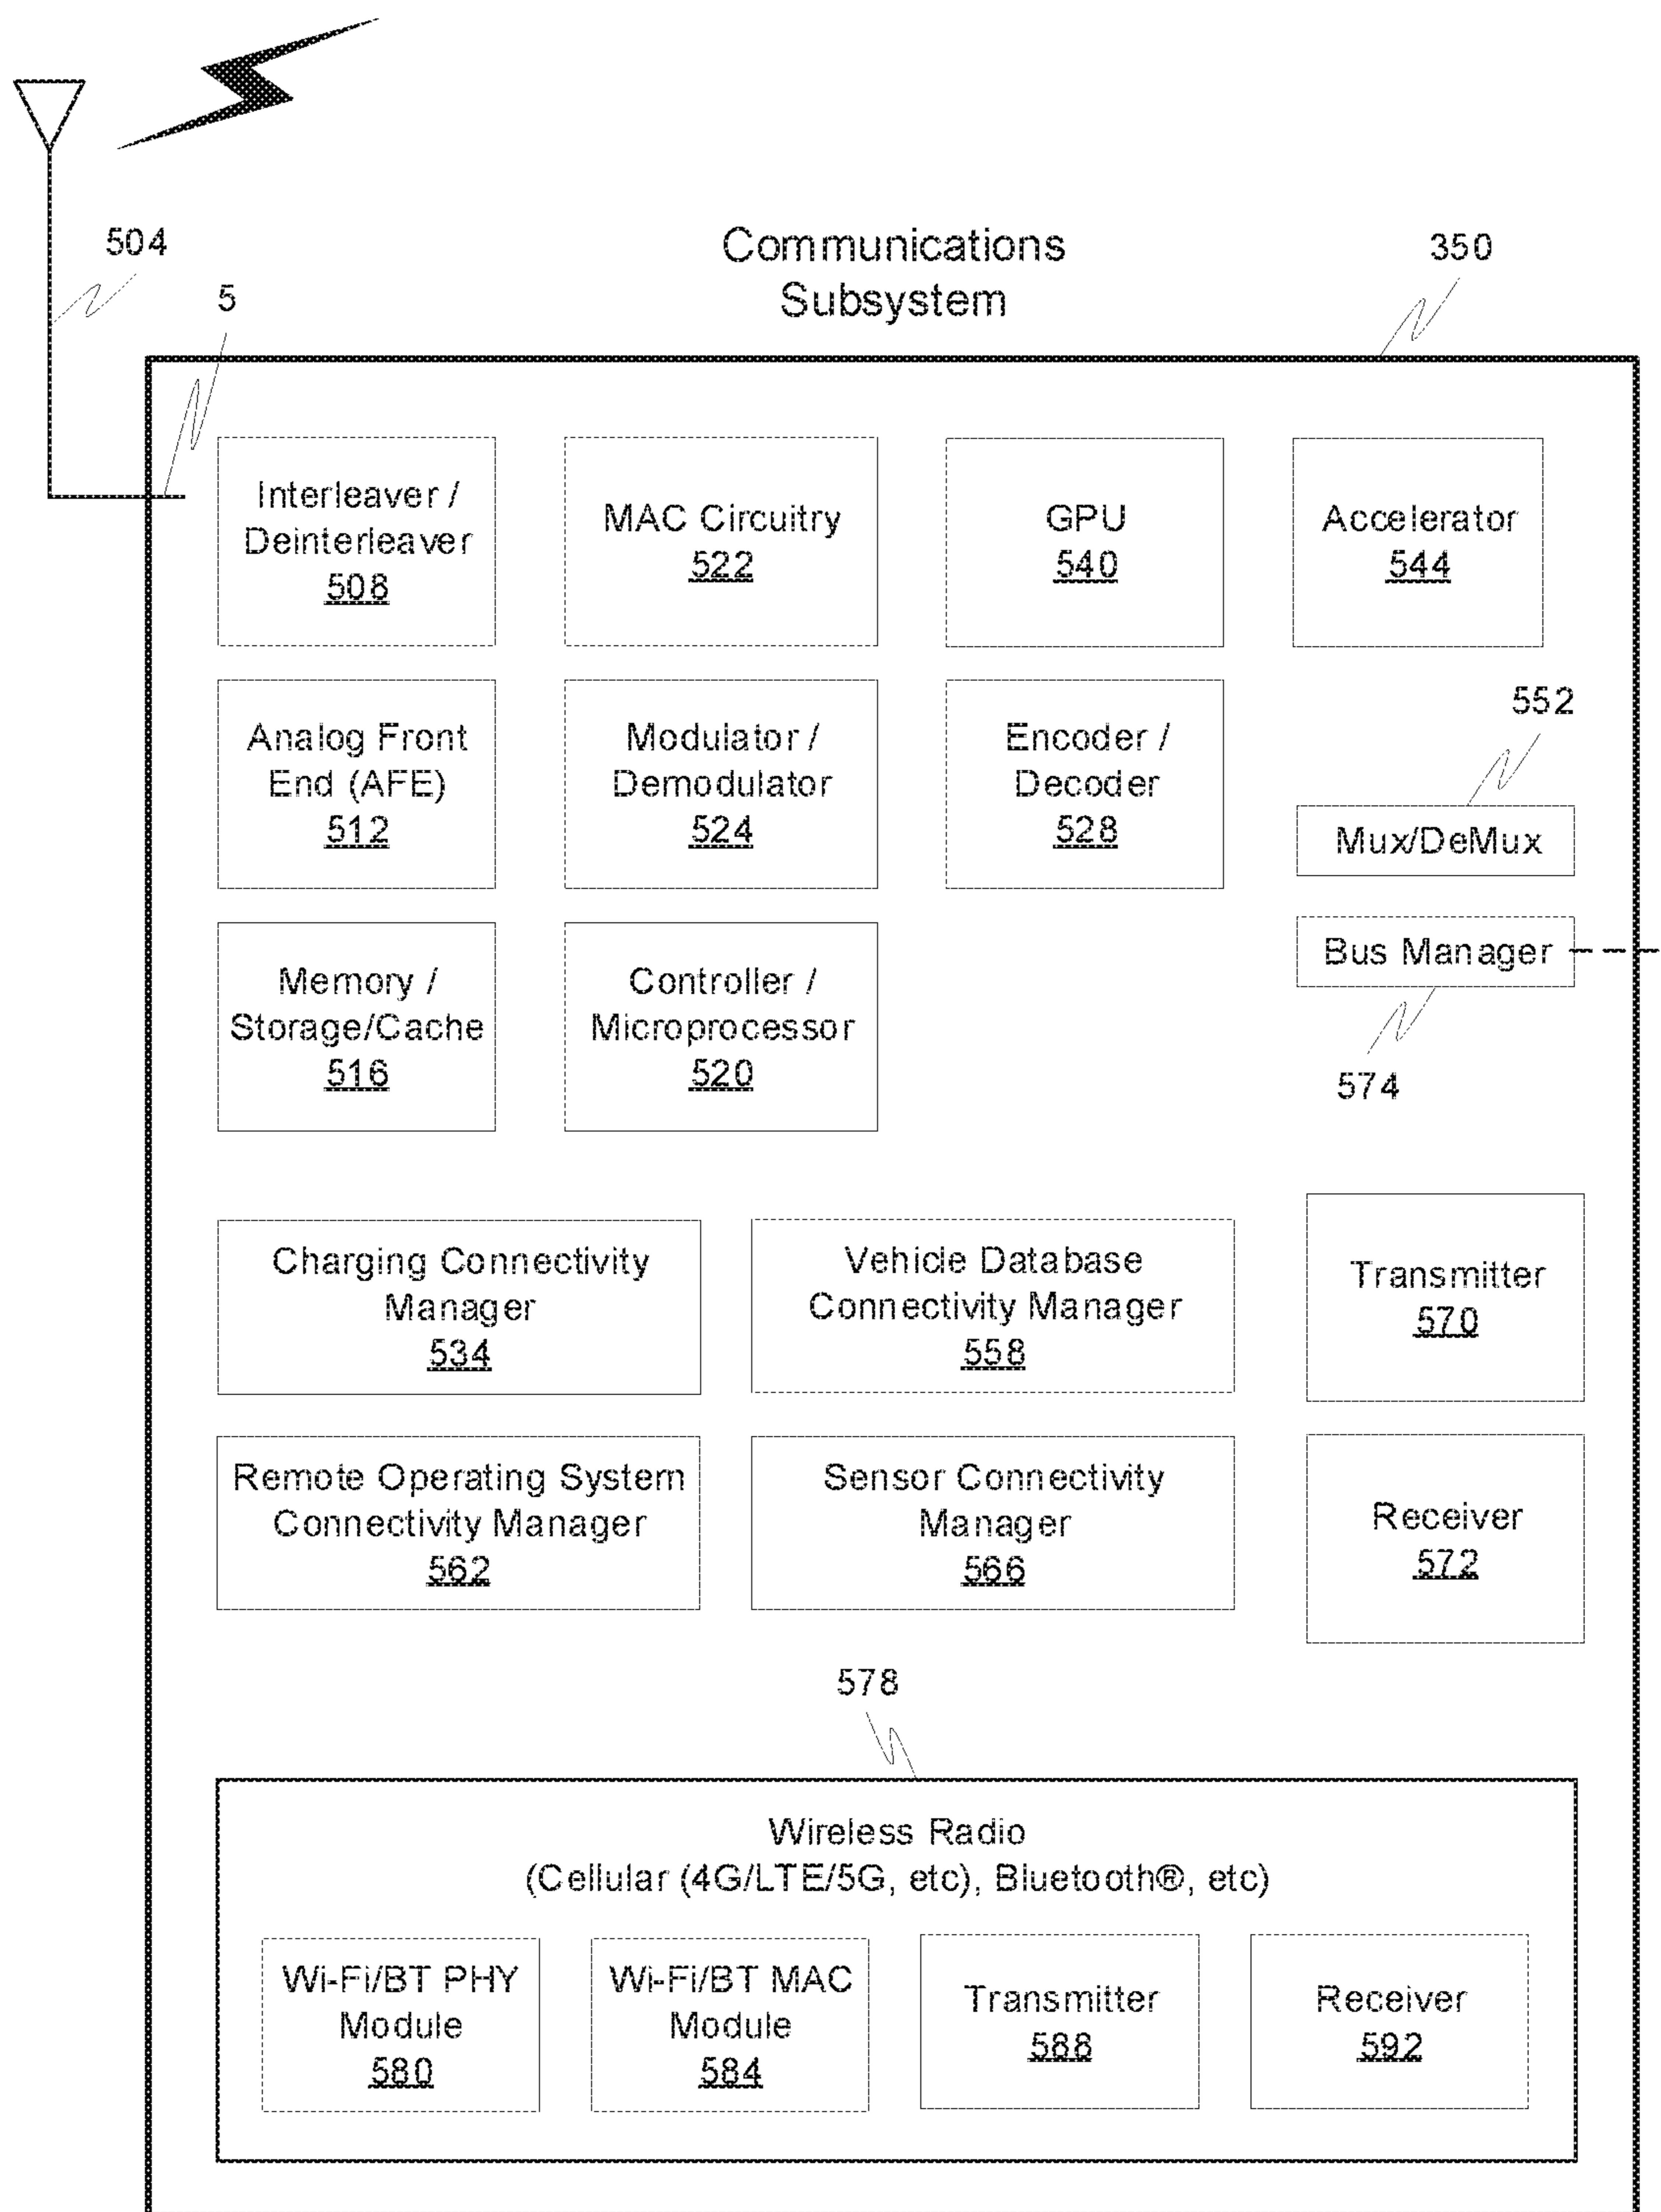 504
5
Communications
Subsystem
350
Interleaver /
Deinterleaver
508
MAC Circuitry
522
GPU
540
Accelerator
544
Analog Front
End (AFE)
512
Modulator /
Demodulator
524
Encoder /
Decoder
528
552
Mux/DeMux
Memory /
Storage/Cache
516
Controller /
Microprocessor
520
Bus Manager
574
Charging Connectivity
Manager
534
Vehicle Database
Connectivity Manager
558
Transmitter
570
Remote Operating System
Connectivity Manager
562
Sensor Connectivity
Manager
566
Receiver
572
578
Wireless Radio
(Cellular (4G/LTE/5G, etc), Bluetooth®, etc)
Wi-Fi/BT PHY
Module
580
Wi-Fi/BT MAC
Module
584
Transmitter
588
Receiver
592